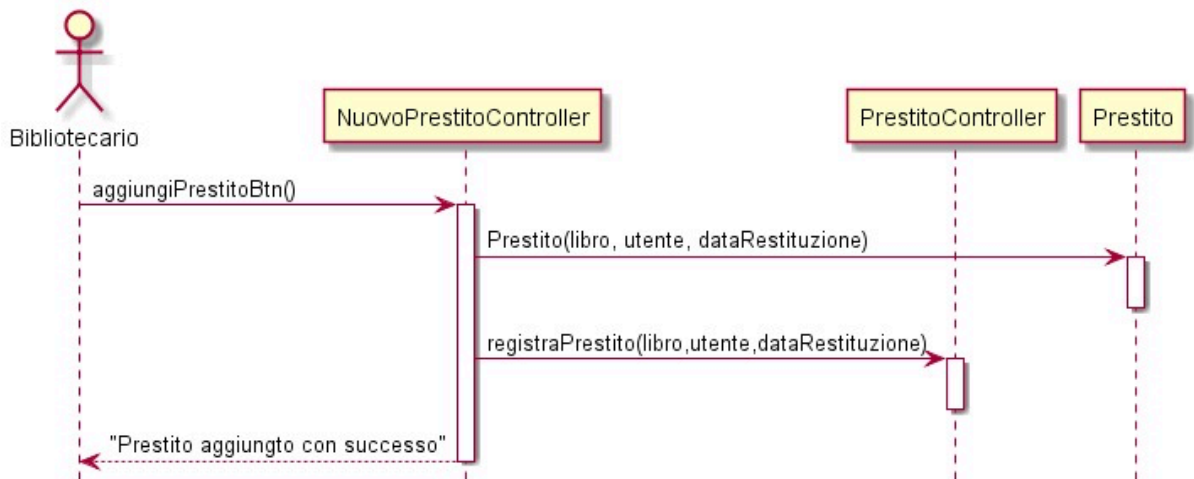 Bibliotecario
NuovoPrestitoController
PrestitoController
Prestito
aggiungiPrestitoBtn()
Prestito(libro, utente, dataRestituzione)
registraPrestito(libro,utente,dataRestituzione)
"Prestito aggiungto con successo"